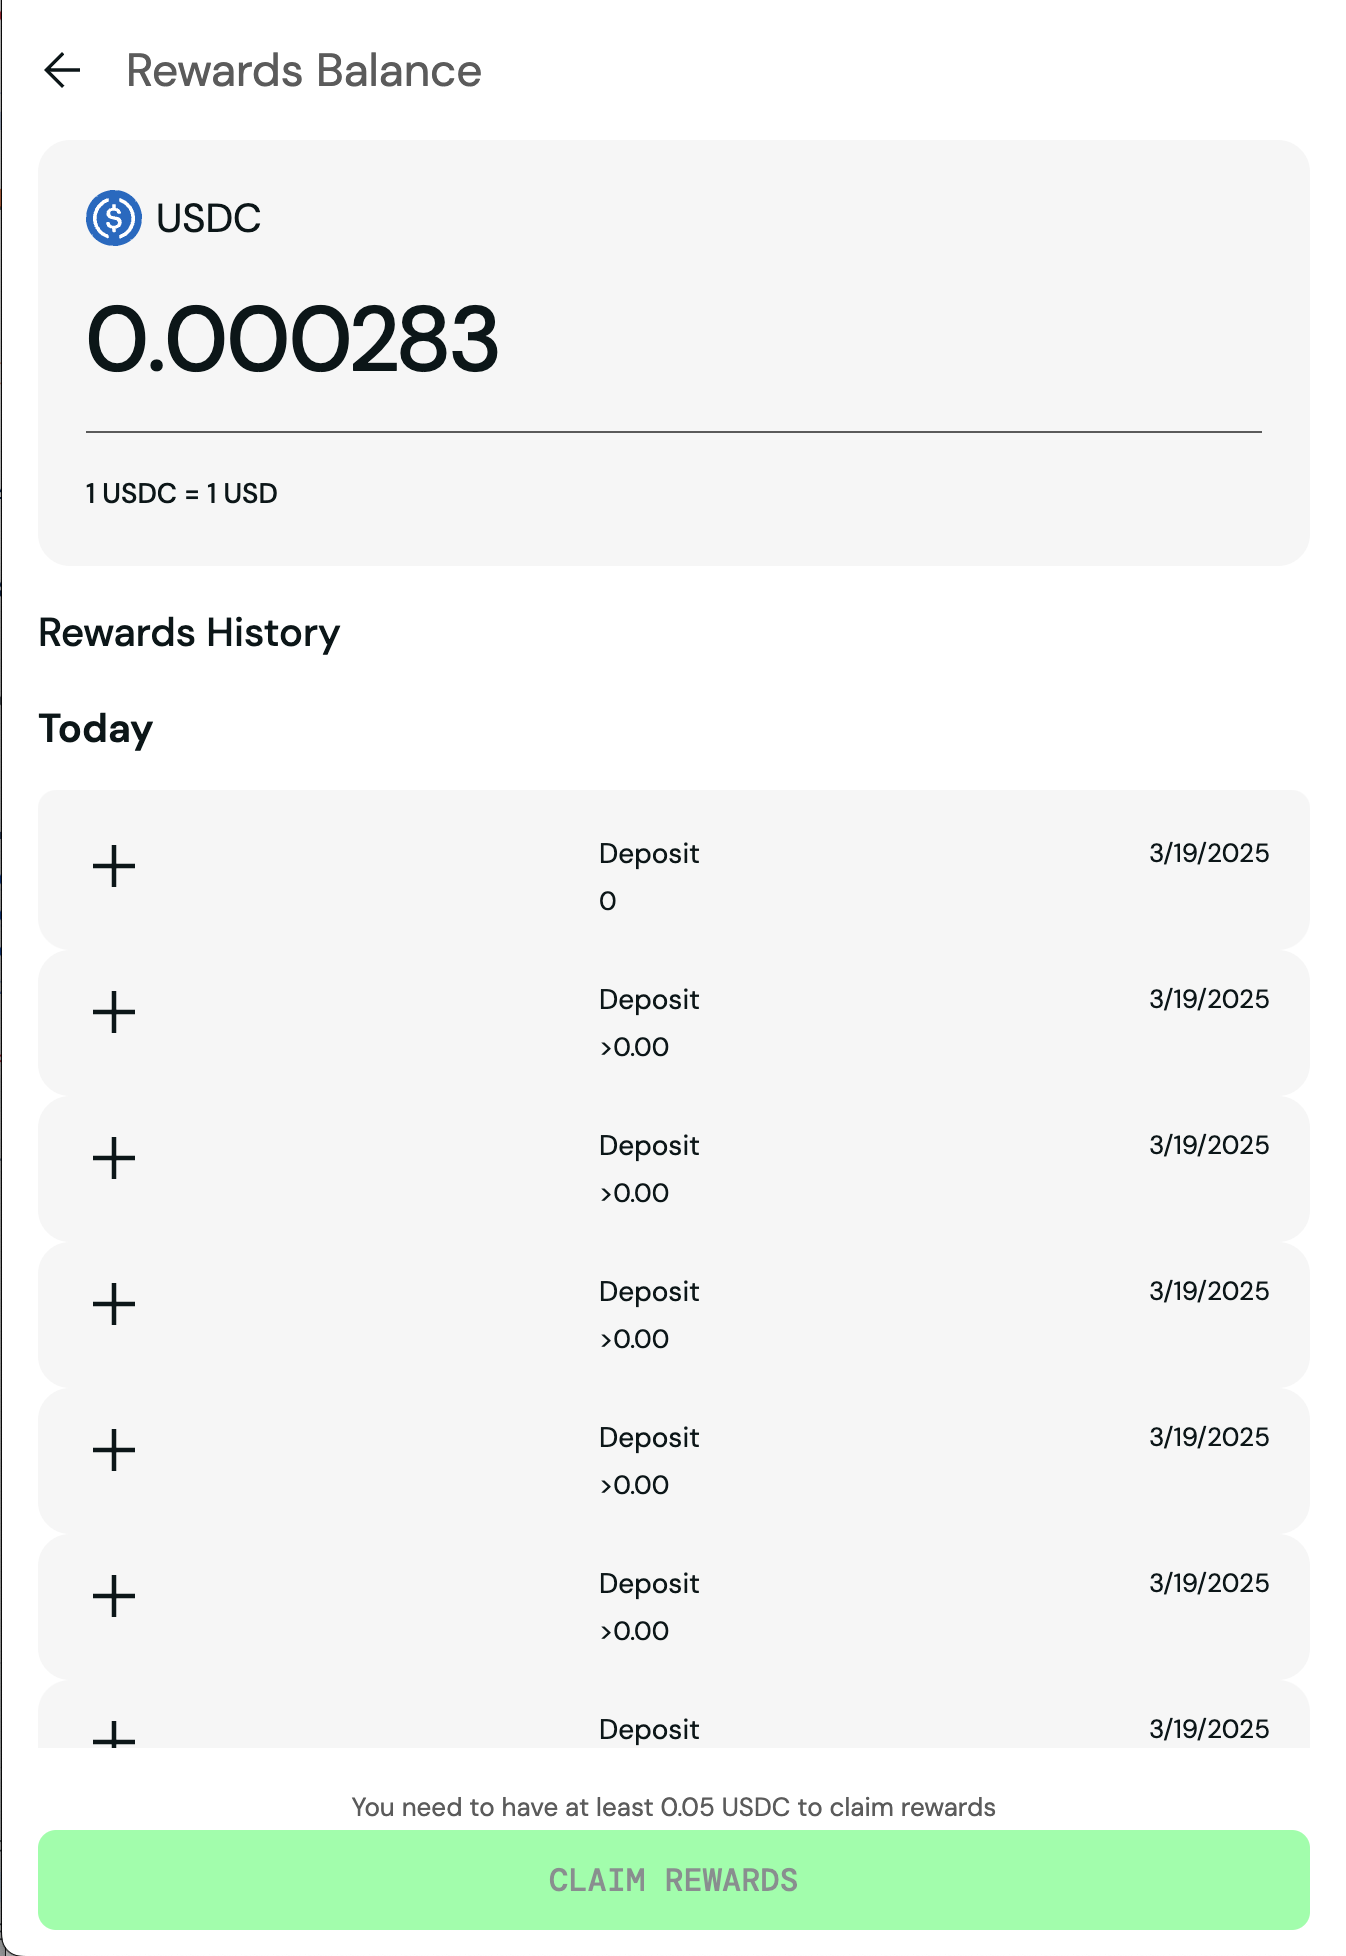 Rewards Balance
USDC
0.000283
1 USDC = 1 USD
Rewards History
Today
Deposit 3/19/2025
0
Deposit 3/19/2025
>0.00
Deposit 3/19/2025
>0.00
Deposit 3/19/2025
>0.00
Deposit 3/19/2025
>0.00
Deposit 3/19/2025
>0.00
Deposit 3/19/2025
You need to have at least 0.05 USDC to claim rewards
CLAIM REWARDS